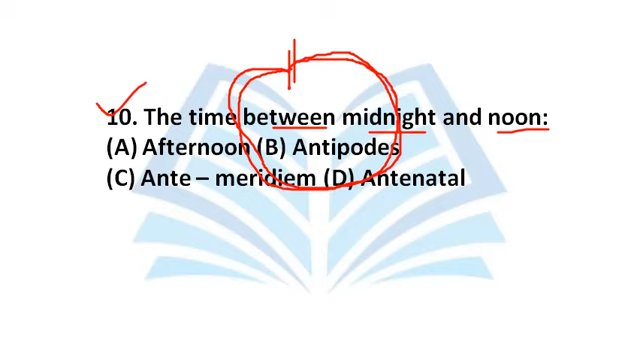 10. The time between midnight and noon:
(A) Afternoon (B) Antipodes
(C) Ante – meridiem (D) Antenatal